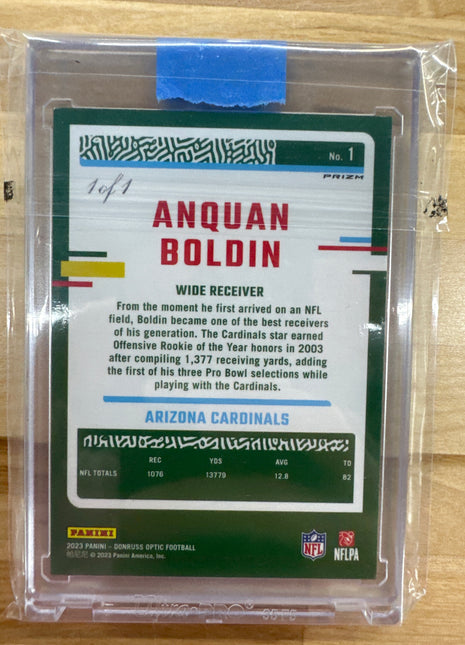 No. 1
PRIZM
1 of 1
ANQUAN
BOLDIN
WIDE RECEIVER
From the moment he first arrived on an NFL
field, Boldin became one of the best receivers
of his generation. The Cardinals star earned
Offensive Rookie of the Year honors in 2003
after compiling 1,377 receiving yards, adding
the first of his three Pro Bowl selections while
playing with the Cardinals.
ARIZONA CARDINALS
REC YDS AVG TD
NFL TOTALS 1076 13779 12.8 82
PANINI
2023 PANINI - DONRUSS OPTIC FOOTBALL
帕尼尼 © 2023 Panini America, Inc.
NFL
NFLPA